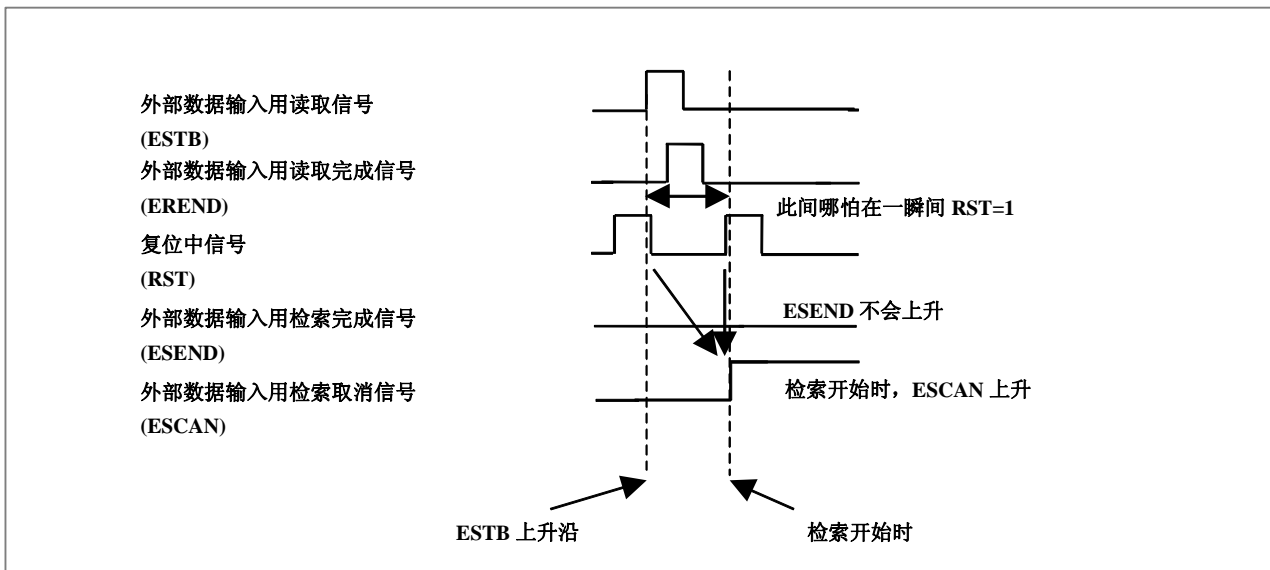 外部数据输入用读取信号
(ESTB)
外部数据输入用读取完成信号
(EREND)
此间哪怕在一瞬间 RST=1
复位中信号
(RST)
ESEND 不会上升
外部数据输入用检索完成信号
(ESEND)
外部数据输入用检索取消信号
检索开始时，ESCAN 上升
(ESCAN)
ESTB 上升沿
检索开始时